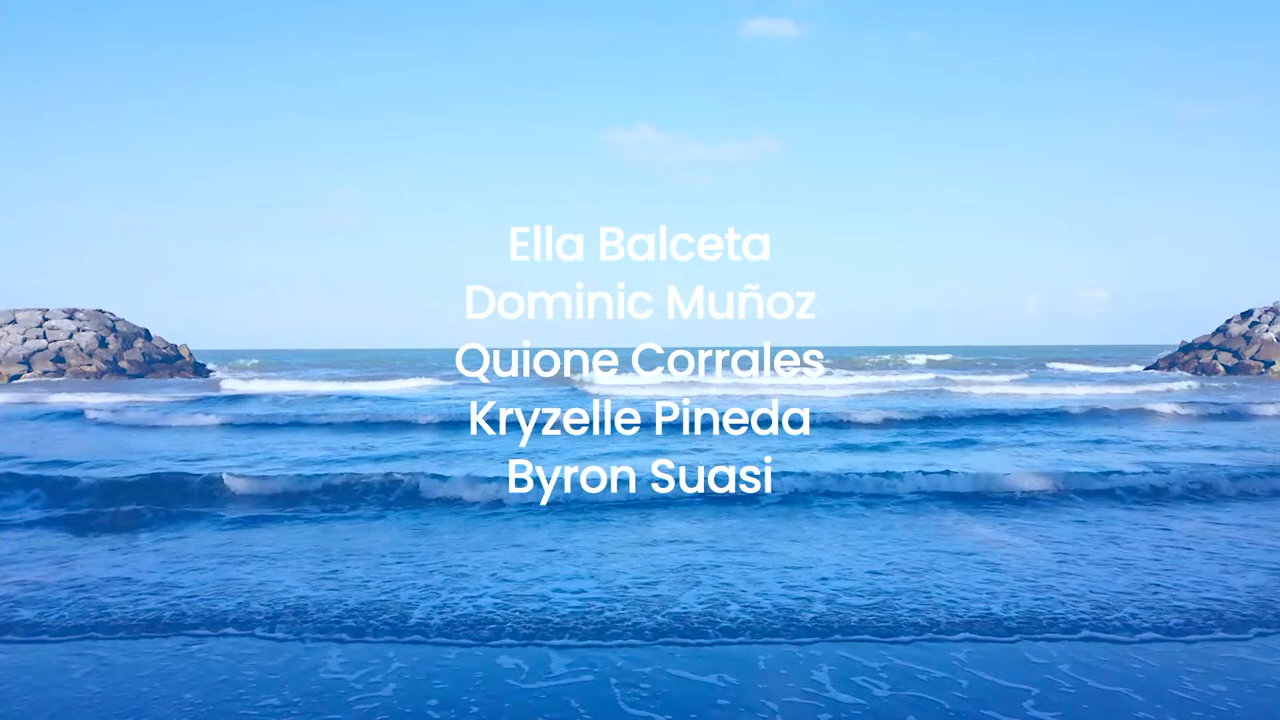 Ella Balceta
Dominic Muñoz
Quione Corrales
Kryzelle Pineda
Byron Suasi